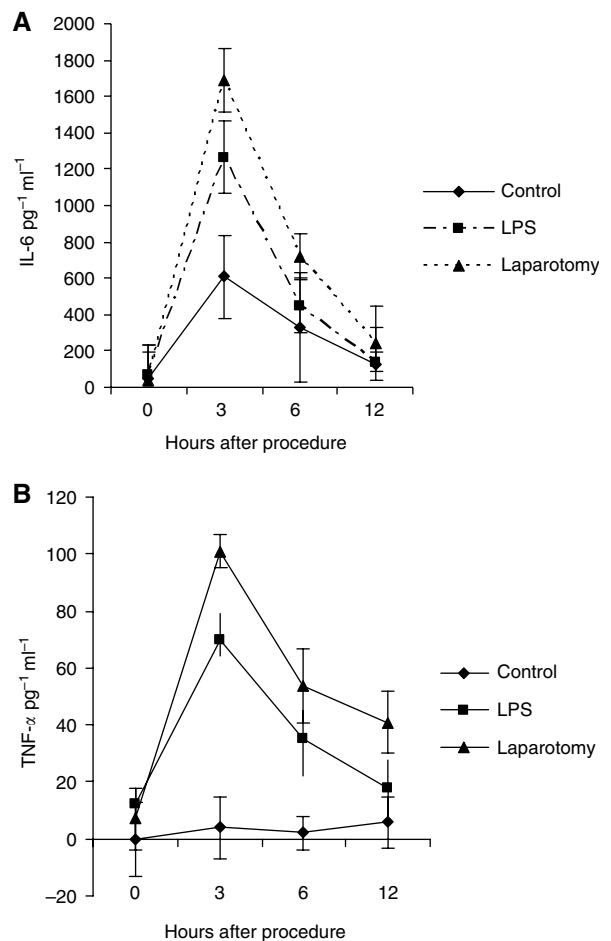 A
2000
1800
1600
1400
1200
1000
800
600
400
200
0
IL-6 pg⁻¹ ml⁻¹
0 3 6 12
Hours after procedure
Control
LPS
Laparotomy
B
120
100
80
60
40
20
0
−20
TNF-α pg⁻¹ ml⁻¹
0 3 6 12
Hours after procedure
Control
LPS
Laparotomy